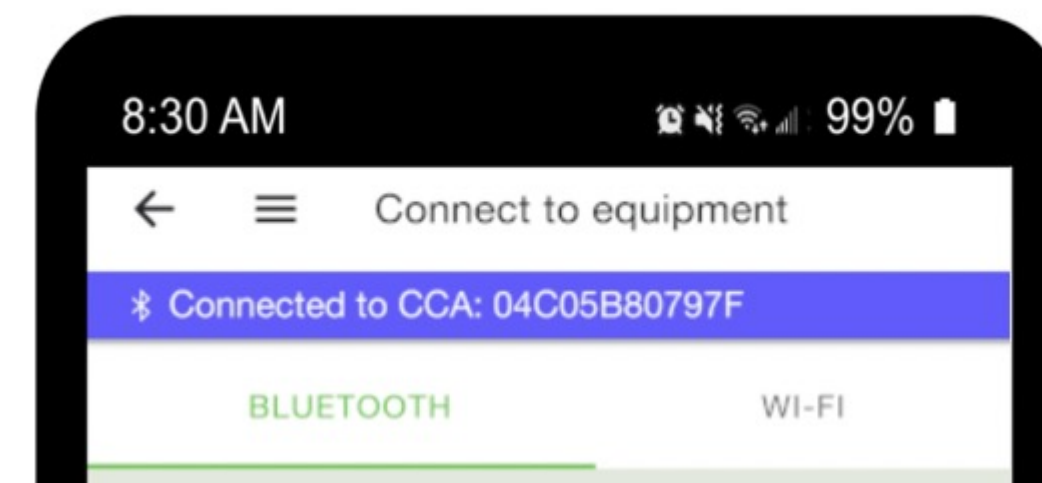 8:30 AM 99%
Connect to equipment
Connected to CCA: 04C05B80797F
BLUETOOTH WI-FI